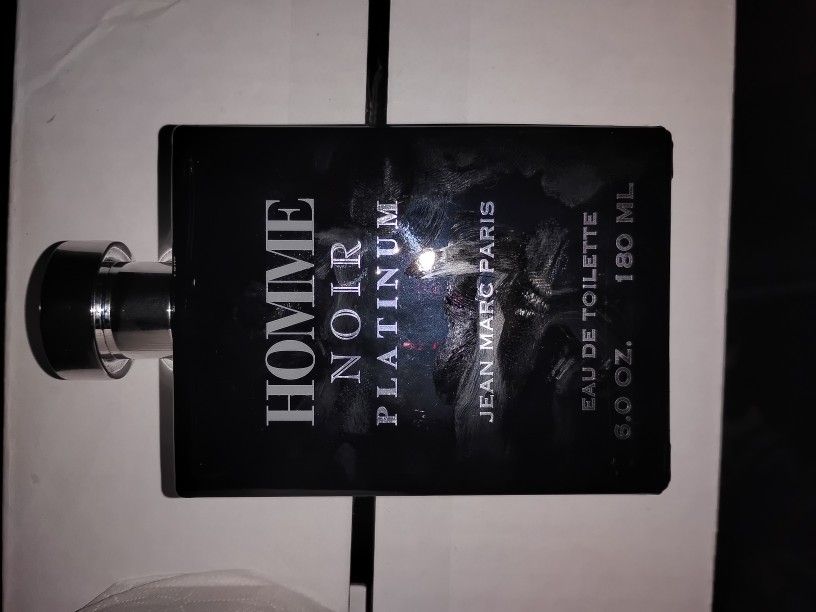 HOMME
NOIR
PLATINUM
JEAN MARC PARIS
EAU DE TOILETTE
6.0 OZ. 180 ML